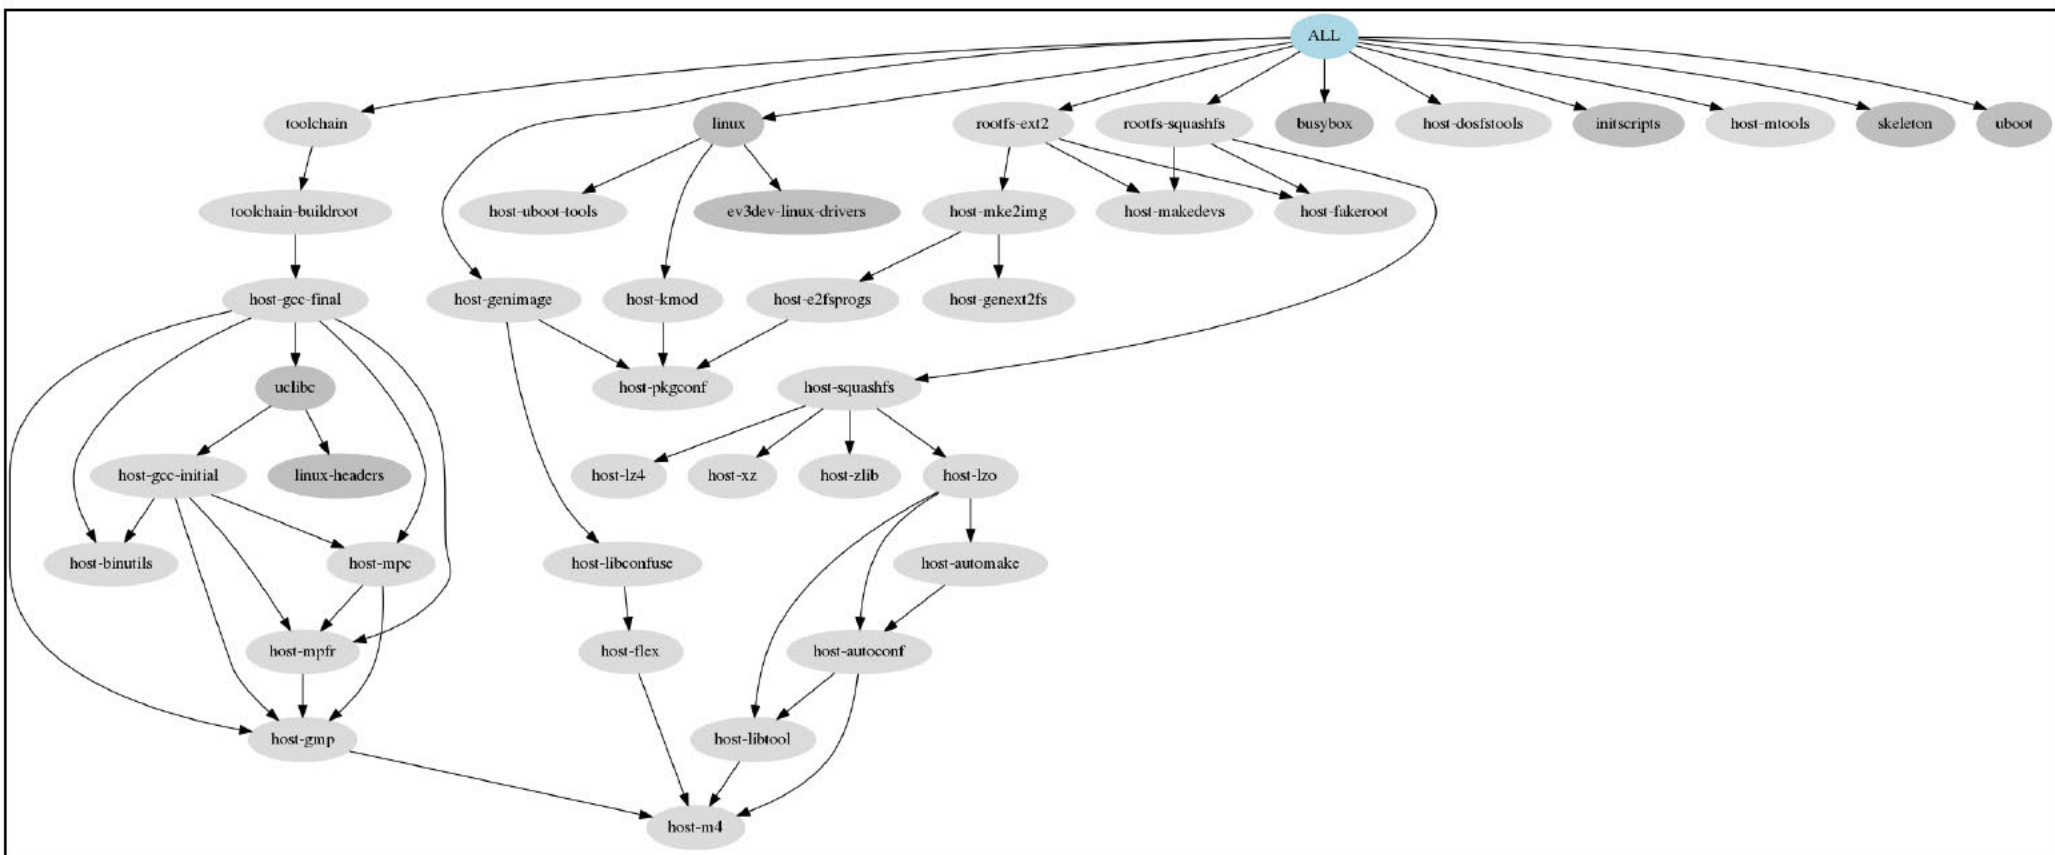 ALL
toolchain
linux
rootfs-ext2
rootfs-squashfs
busybox
host-dosfstools
initscripts
host-mtools
skeleton
uboot
toolchain-buildroot
host-uboot-tools
ev3dev-linux-drivers
host-mke2img
host-makedevs
host-fakeroot
host-gcc-final
host-genimage
host-kmod
host-e2fsprogs
host-genext2fs
uclibc
host-pkgconf
host-squashfs
host-gcc-initial
linux-headers
host-lz4
host-xz
host-zlib
host-lzo
host-binutils
host-mpc
host-libconfuse
host-automake
host-mpfr
host-flex
host-autoconf
host-gmp
host-libtool
host-m4